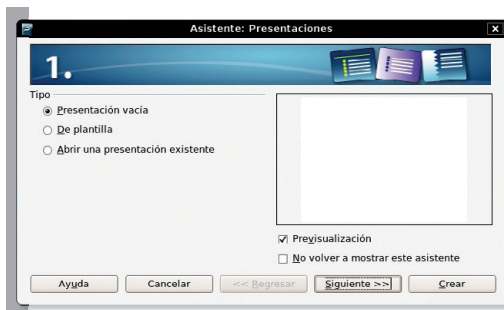 Asistente: Presentaciones
1.
Tipo
Presentación vacía
De plantilla
Abrir una presentación existente
Previsualización
No volver a mostrar este asistente
Ayuda Cancelar << Regresar Siguiente >> Crear